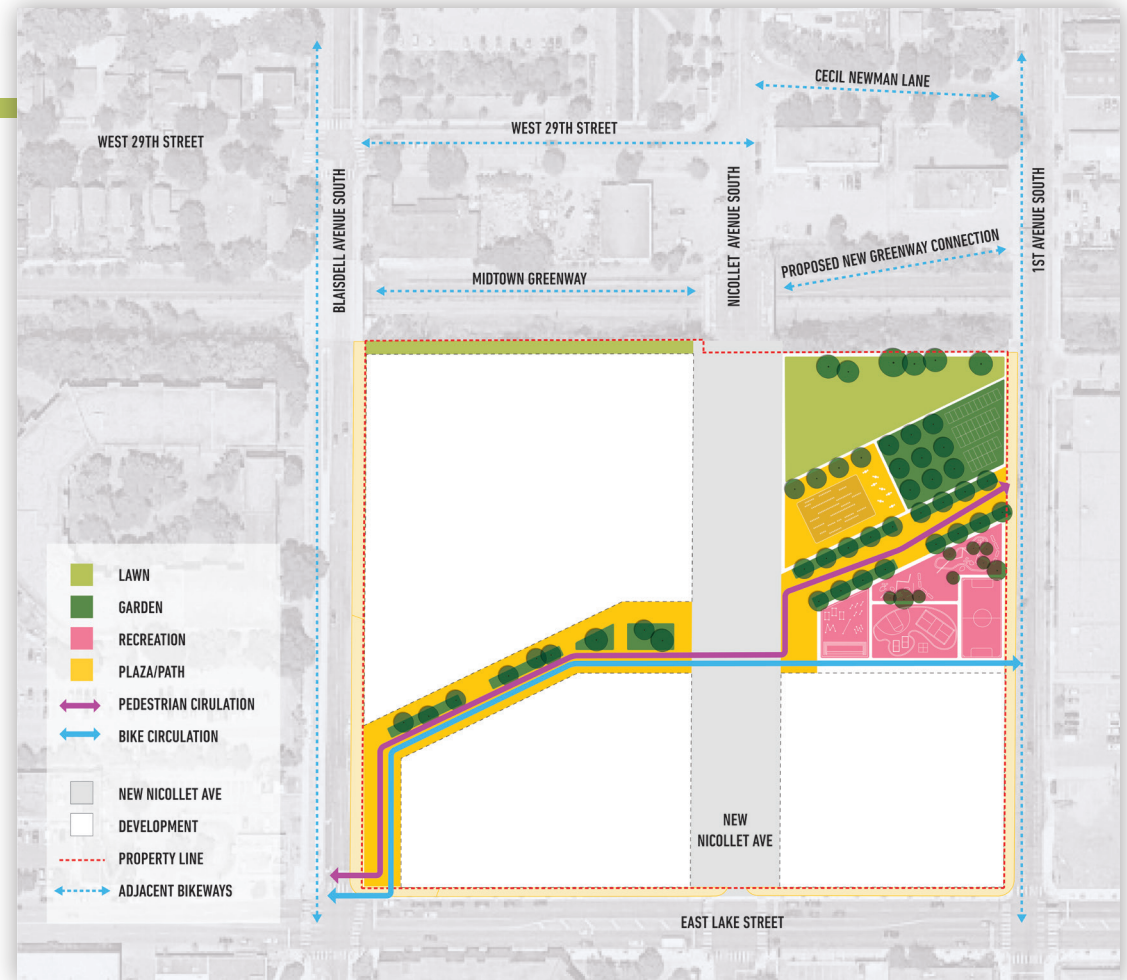 CECIL NEWMAN LANE
WEST 29TH STREET
WEST 29TH STREET
BLAISDELL AVENUE SOUTH
NICOLLET AVENUE SOUTH
1ST AVENUE SOUTH
PROPOSED NEW GREENWAY CONNECTION
MIDTOWN GREENWAY
LAWN
GARDEN
RECREATION
PLAZA/PATH
PEDESTRIAN CIRULATION
BIKE CIRCULATION
NEW NICOLLET AVE
DEVELOPMENT
PROPERTY LINE
ADJACENT BIKEWAYS
NEW
NICOLLET AVE
EAST LAKE STREET